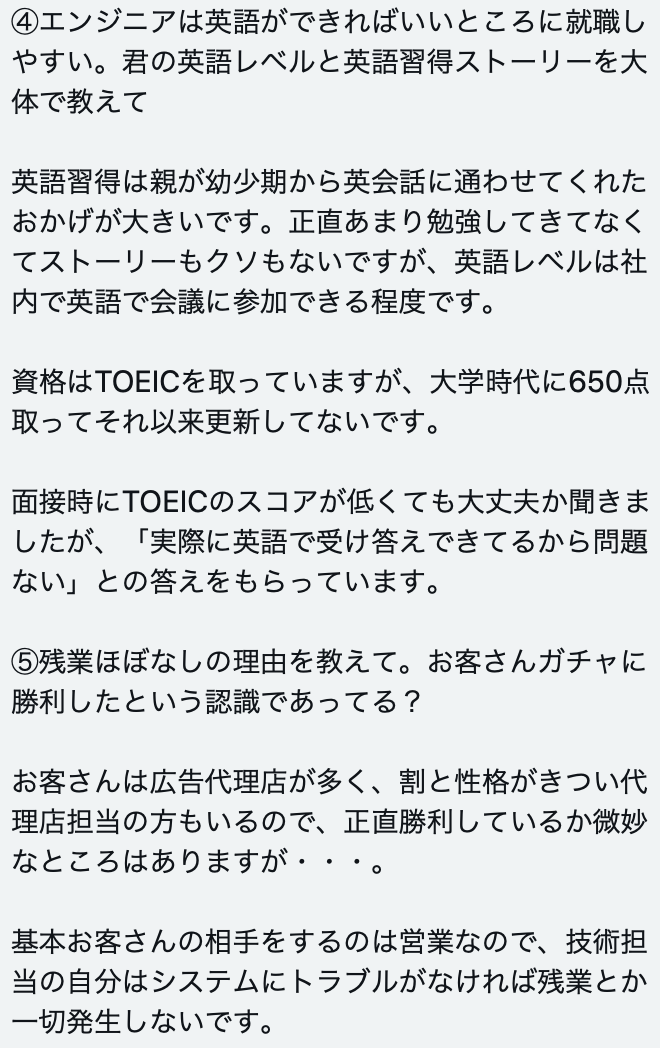 ④エンジニアは英語ができればいいところに就職し
やすい。君の英語レベルと英語習得ストーリーを大
体で教えて
英語習得は親が幼少期から英会話に通わせてくれた
おかげが大きいです。正直あまり勉強してきてなく
てストーリーもクソもないですが、英語レベルは社
内で英語で会議に参加できる程度です。
資格はTOEICを取っていますが、大学時代に650点
取ってそれ以来更新してないです。
面接時にTOEICのスコアが低くても大丈夫か聞きま
したが、「実際に英語で受け答えできてるから問題
ない」との答えをもらっています。
⑤残業ほぼなしの理由を教えて。お客さんガチャに
勝利したという認識であってる？
お客さんは広告代理店が多く、割と性格がきつい代
理店担当の方もいるので、正直勝利しているか微妙
なところはありますが・・・。
基本お客さんの相手をするのは営業なので、技術担
当の自分はシステムにトラブルがなければ残業とか
一切発生しないです。